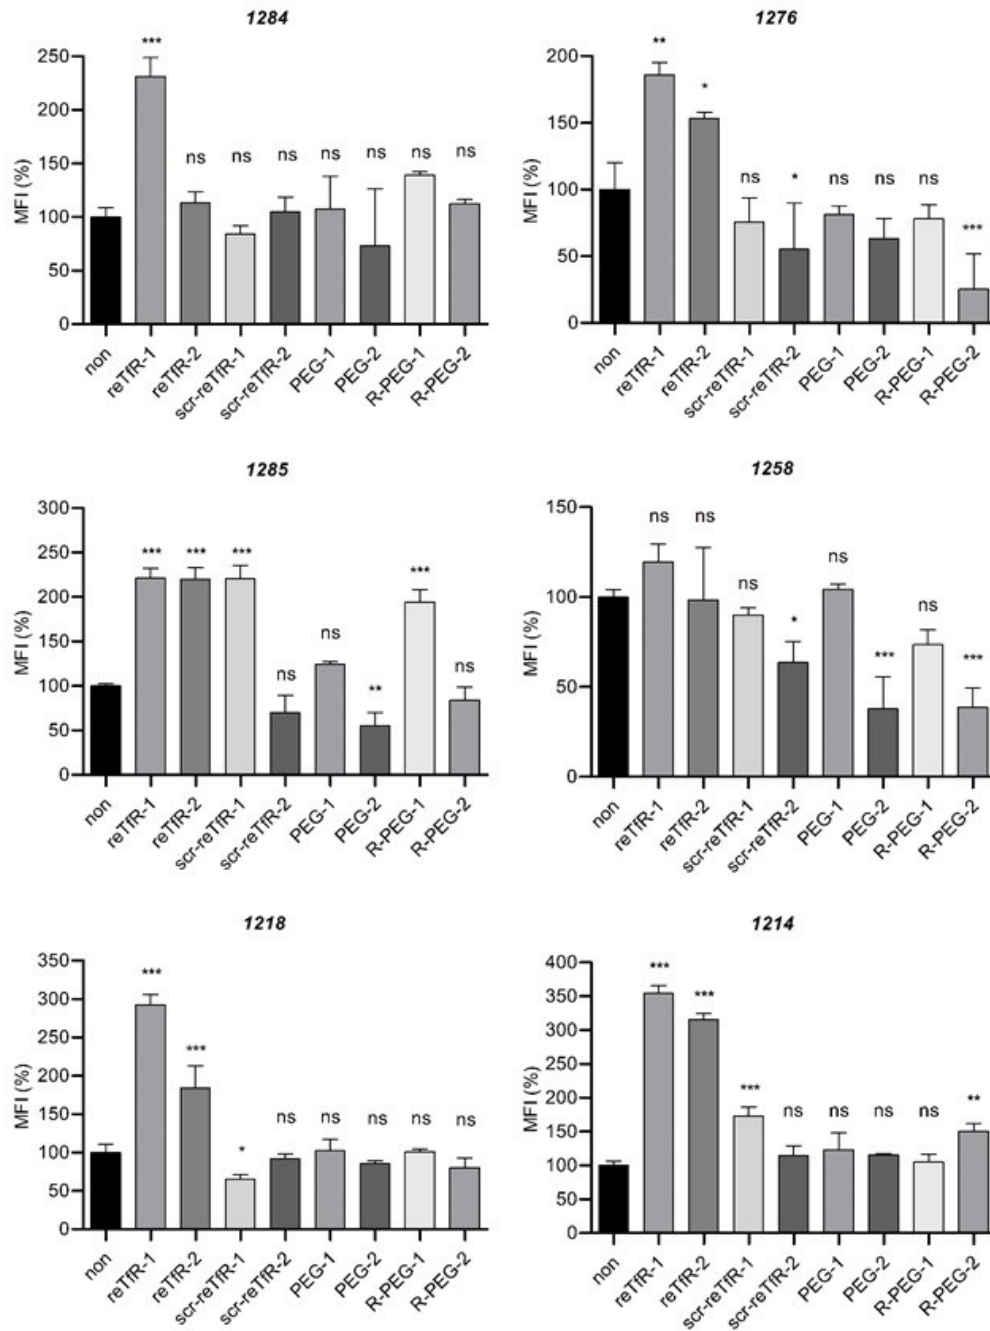 1284
MFI (%)
250
200
150
100
50
0
*** ns ns ns ns ns ns ns
non reTfR-1 reTfR-2 scr-reTfR-1 scr-reTfR-2 PEG-1 PEG-2 R-PEG-1 R-PEG-2
1276
MFI (%)
200
150
100
50
0
** * ns * ns ns ns ***
non reTfR-1 reTfR-2 scr-reTfR-1 scr-reTfR-2 PEG-1 PEG-2 R-PEG-1 R-PEG-2
1285
MFI (%)
300
250
200
150
100
50
0
*** *** *** ns ns ** *** ns
non reTfR-1 reTfR-2 scr-reTfR-1 scr-reTfR-2 PEG-1 PEG-2 R-PEG-1 R-PEG-2
1258
MFI (%)
150
100
50
0
ns ns ns * ns *** ns ***
non reTfR-1 reTfR-2 scr-reTfR-1 scr-reTfR-2 PEG-1 PEG-2 R-PEG-1 R-PEG-2
1218
MFI (%)
350
300
250
200
150
100
50
0
*** *** * ns ns ns ns ns
non reTfR-1 reTfR-2 scr-reTfR-1 scr-reTfR-2 PEG-1 PEG-2 R-PEG-1 R-PEG-2
1214
MFI (%)
400
350
300
250
200
150
100
50
0
*** *** *** ns ns ns ns **
non reTfR-1 reTfR-2 scr-reTfR-1 scr-reTfR-2 PEG-1 PEG-2 R-PEG-1 R-PEG-2